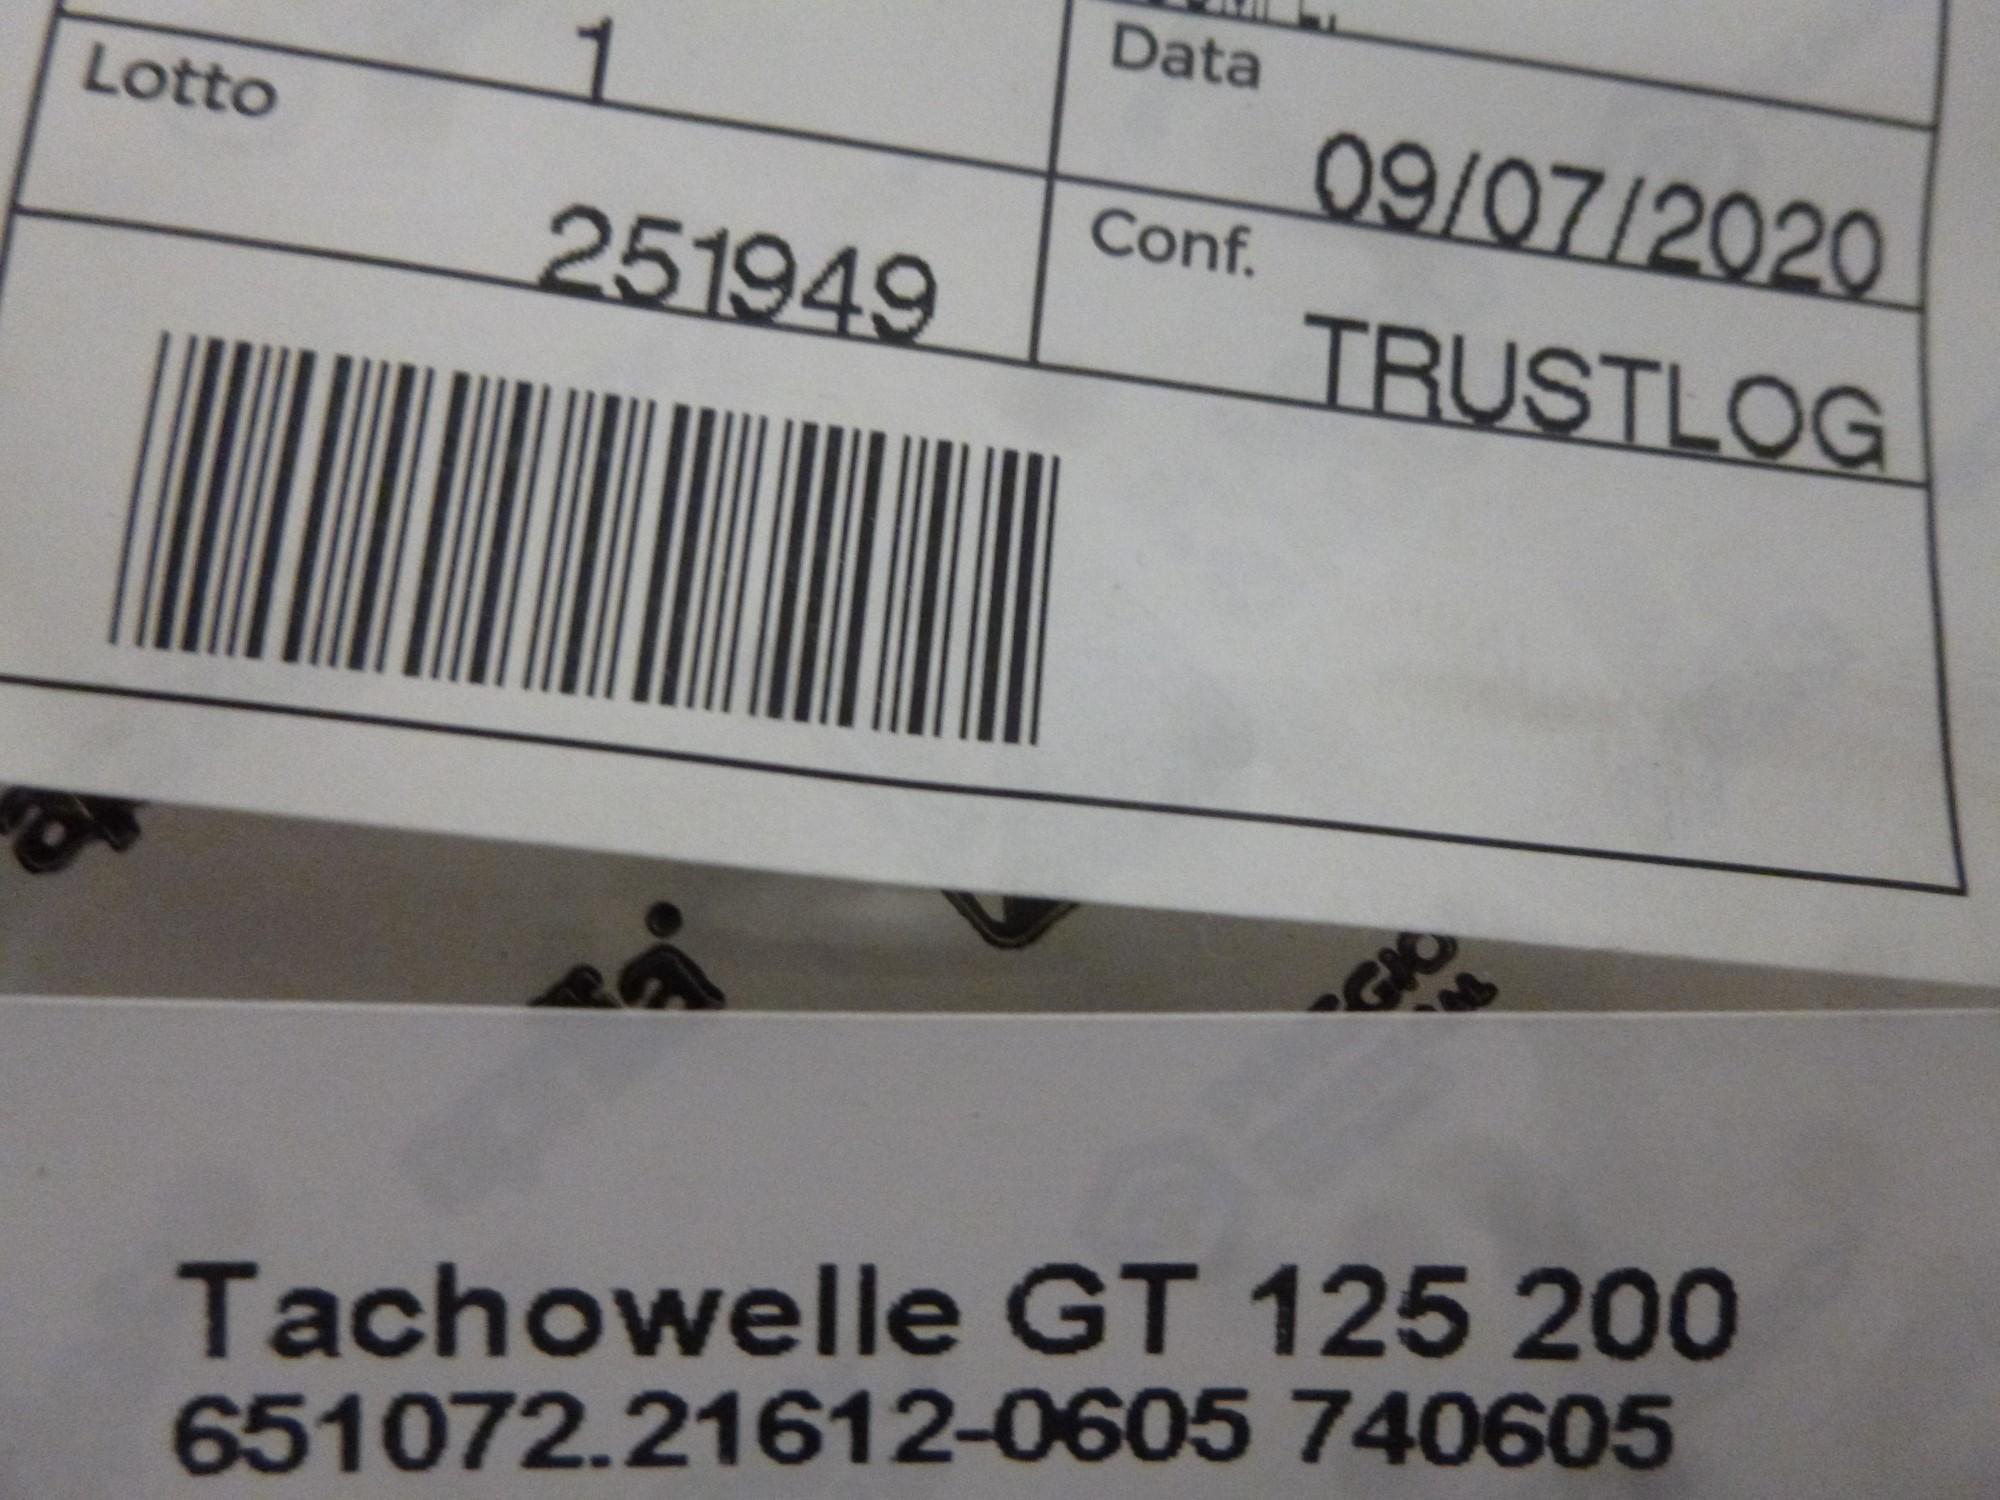 1
Lotto
251949
Data
09/07/2020
Conf.
TRUSTLOG
Tachowelle GT 125 200
651072.21612-0605 740605